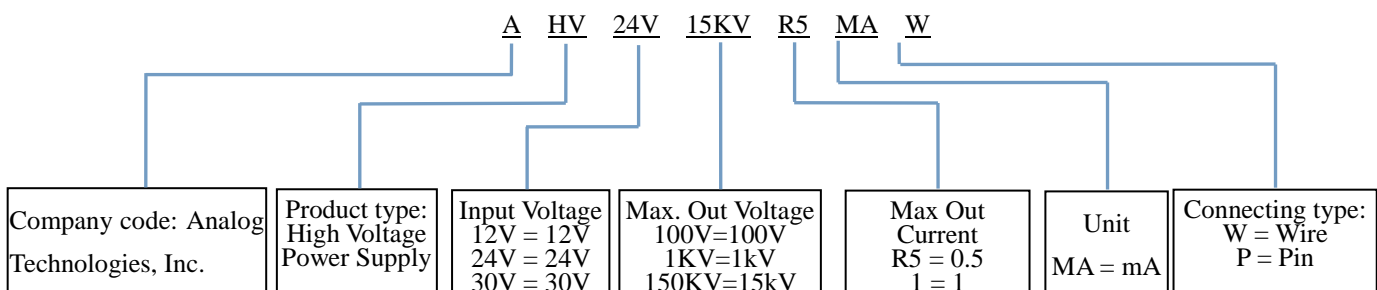 A HV 24V 15KV R5 MA W
Company code: Analog
Technologies, Inc.
Product type:
High Voltage
Power Supply
Input Voltage
12V = 12V
24V = 24V
30V = 30V
Max. Out Voltage
100V=100V
1KV=1kV
150KV=15kV
Max Out
Current
R5 = 0.5
1 = 1
Unit
MA = mA
Connecting type:
W = Wire
P = Pin